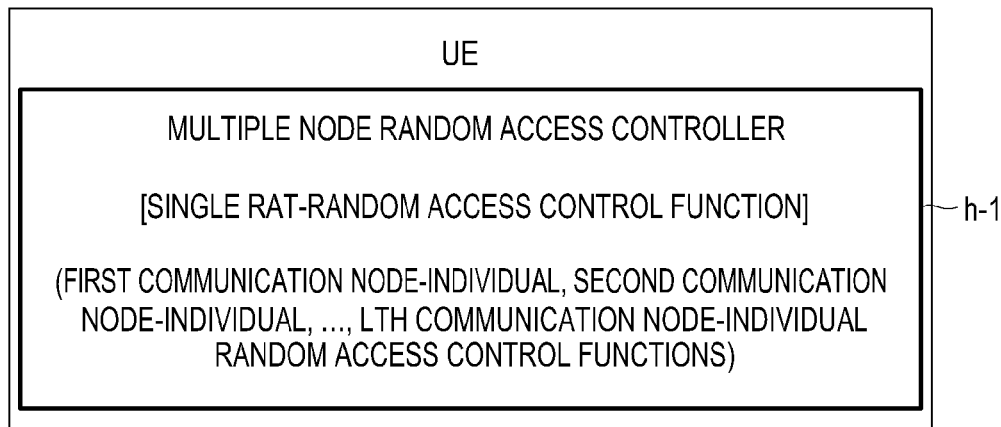 UE
MULTIPLE NODE RANDOM ACCESS CONTROLLER
[SINGLE RAT-RANDOM ACCESS CONTROL FUNCTION]
h-1
(FIRST COMMUNICATION NODE-INDIVIDUAL, SECOND COMMUNICATION
NODE-INDIVIDUAL, ..., LTH COMMUNICATION NODE-INDIVIDUAL
RANDOM ACCESS CONTROL FUNCTIONS)